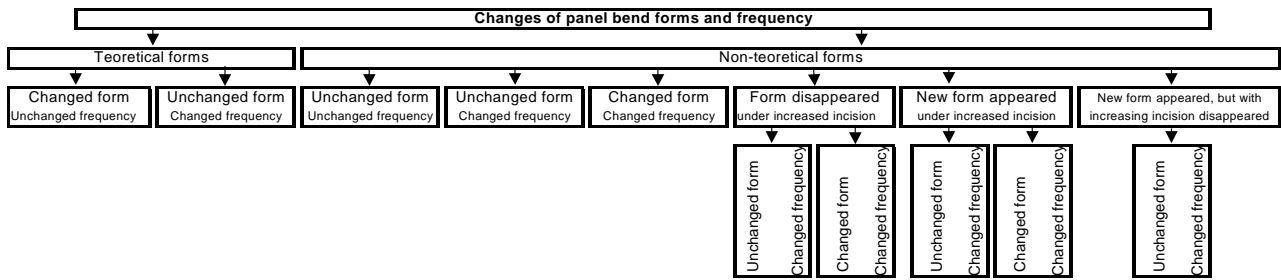 Changes of panel bend forms and frequency
Teoretical forms
Non-teoretical forms
Changed form
Unchanged frequency
Unchanged form
Changed frequency
Unchanged form
Unchanged frequency
Unchanged form
Changed frequency
Changed form
Changed frequency
Form disappeared
under increased incision
New form appeared
under increased incision
New form appeared, but with
increasing incision disappeared
Unchanged form
Changed frequency
Changed form
Changed frequency
Unchanged form
Changed frequency
Changed form
Changed frequency
Unchanged form
Changed frequency